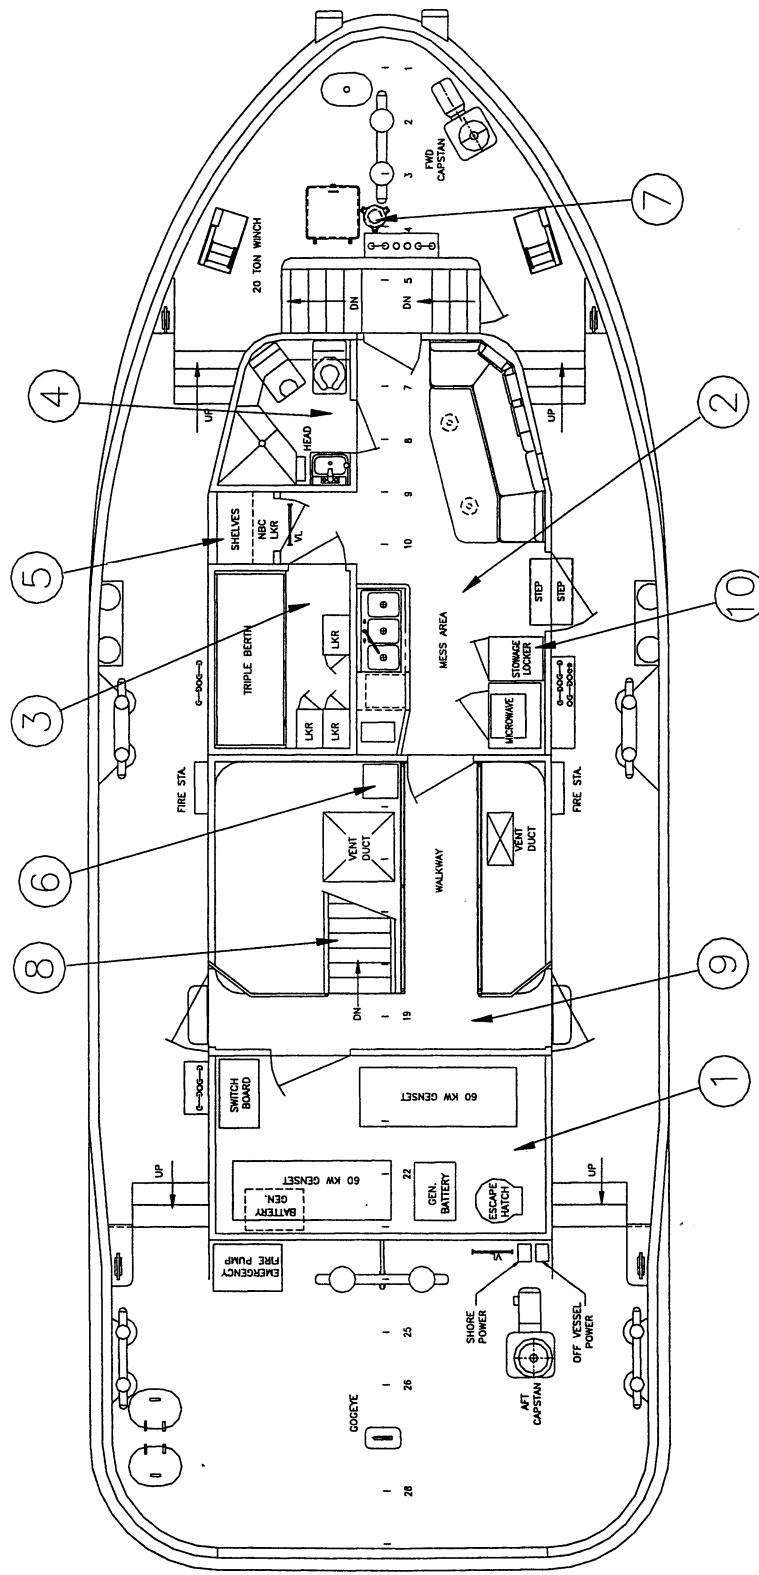 1
2
3
FWD
CAPSTAN
4
7
20 TON WINCH
5
DN
DN
UP
UP
4
7
2
8
HEAD
9
5
SHELVES
NBC
LKR
VL
10
3
TRIPLE BERTH
LKR
LKR
LKR
MESS AREA
STEP
STEP
10
STOWAGE
LOCKER
MICROWAVE
G-DOG-D
G-DOG-D
FIRE STA.
FIRE STA.
6
VENT
DUCT
WALKWAY
VENT
DUCT
8
DN
19
9
G-DOG-D
SWITCH
BOARD
60 KW GENSET
1
UP
UP
60 KW GENSET
GEN.
BATTERY
22
GEN.
BATTERY
ESCAPE
HATCH
EMERGENCY
FIRE PUMP
VL
SHORE
POWER
OFF VESSEL
POWER
25
AFT
CAPSTAN
26
GOGEYE
28